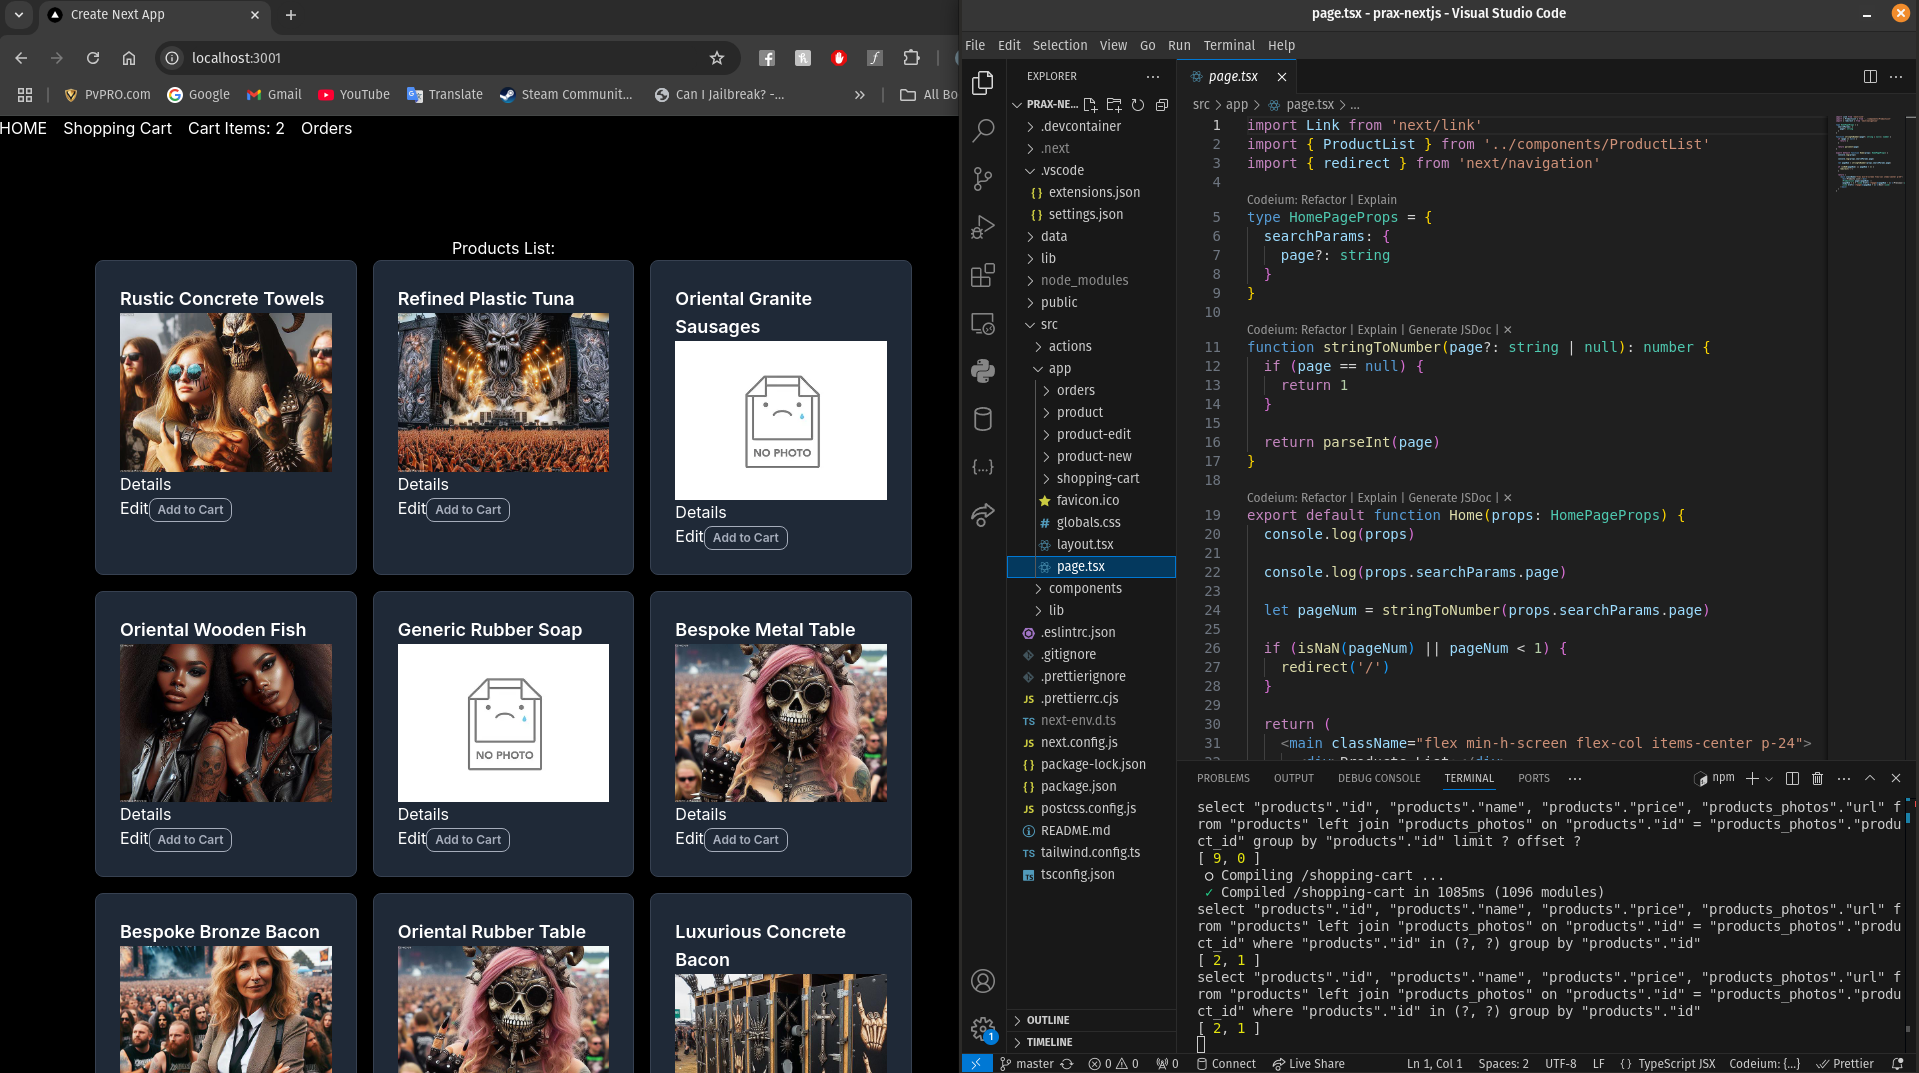 Create Next App
localhost:3001
PvPRO.com
Google
Gmail
YouTube
Translate
Steam Communit...
Can I Jailbreak? -...
All Bo
HOME Shopping Cart Cart Items: 2 Orders
Products List:
Rustic Concrete Towels
Details
Edit Add to Cart
Refined Plastic Tuna
Details
Edit Add to Cart
Oriental Granite
Sausages
NO PHOTO
Details
Edit Add to Cart
Oriental Wooden Fish
Details
Edit Add to Cart
Generic Rubber Soap
NO PHOTO
Details
Edit Add to Cart
Bespoke Metal Table
Details
Edit Add to Cart
Bespoke Bronze Bacon
Oriental Rubber Table
Luxurious Concrete
Bacon
page.tsx - prax-nextjs - Visual Studio Code
File Edit Selection View Go Run Terminal Help
EXPLORER
PRAX-NE...
.devcontainer
.next
.vscode
{} extensions.json
{} settings.json
data
lib
node_modules
public
src
actions
app
orders
product
product-edit
product-new
shopping-cart
favicon.ico
# globals.css
layout.tsx
page.tsx
components
lib
.eslintrc.json
.gitignore
.prettierignore
JS .prettierrc.cjs
TS next-env.d.ts
JS next.config.js
{} package-lock.json
{} package.json
JS postcss.config.js
README.md
TS tailwind.config.ts
tsconfig.json
OUTLINE
TIMELINE
page.tsx
src > app > page.tsx > ...
1 import Link from 'next/link'
2 import { ProductList } from '../components/ProductList'
3 import { redirect } from 'next/navigation'
4
Codeium: Refactor | Explain
5 type HomePageProps = {
6 searchParams: {
7 page?: string
8 }
9 }
10
Codeium: Refactor | Explain | Generate JSDoc | ×
11 function stringToNumber(page?: string | null): number {
12 if (page == null) {
13 return 1
14 }
15
16 return parseInt(page)
17 }
18
Codeium: Refactor | Explain | Generate JSDoc | ×
19 export default function Home(props: HomePageProps) {
20 console.log(props)
21
22 console.log(props.searchParams.page)
23
24 let pageNum = stringToNumber(props.searchParams.page)
25
26 if (isNaN(pageNum) || pageNum < 1) {
27 redirect('/')
28 }
29
30 return (
31 <main className="flex min-h-screen flex-col items-center p-24">
PROBLEMS OUTPUT DEBUG CONSOLE TERMINAL PORTS ... npm
select "products"."id", "products"."name", "products"."price", "products_photos"."url" f
rom "products" left join "products_photos" on "products"."id" = "products_photos"."produ
ct_id" group by "products"."id" limit ? offset ?
[ 9, 0 ]
○ Compiling /shopping-cart ...
✓ Compiled /shopping-cart in 1085ms (1096 modules)
select "products"."id", "products"."name", "products"."price", "products_photos"."url" f
rom "products" left join "products_photos" on "products"."id" = "products_photos"."produ
ct_id" where "products"."id" in (?, ?) group by "products"."id"
[ 2, 1 ]
select "products"."id", "products"."name", "products"."price", "products_photos"."url" f
rom "products" left join "products_photos" on "products"."id" = "products_photos"."produ
ct_id" where "products"."id" in (?, ?) group by "products"."id"
[ 2, 1 ]
1
master 0 0 0 Connect Live Share Ln 1, Col 1 Spaces: 2 UTF-8 LF {} TypeScript JSX Codeium: {...} Prettier